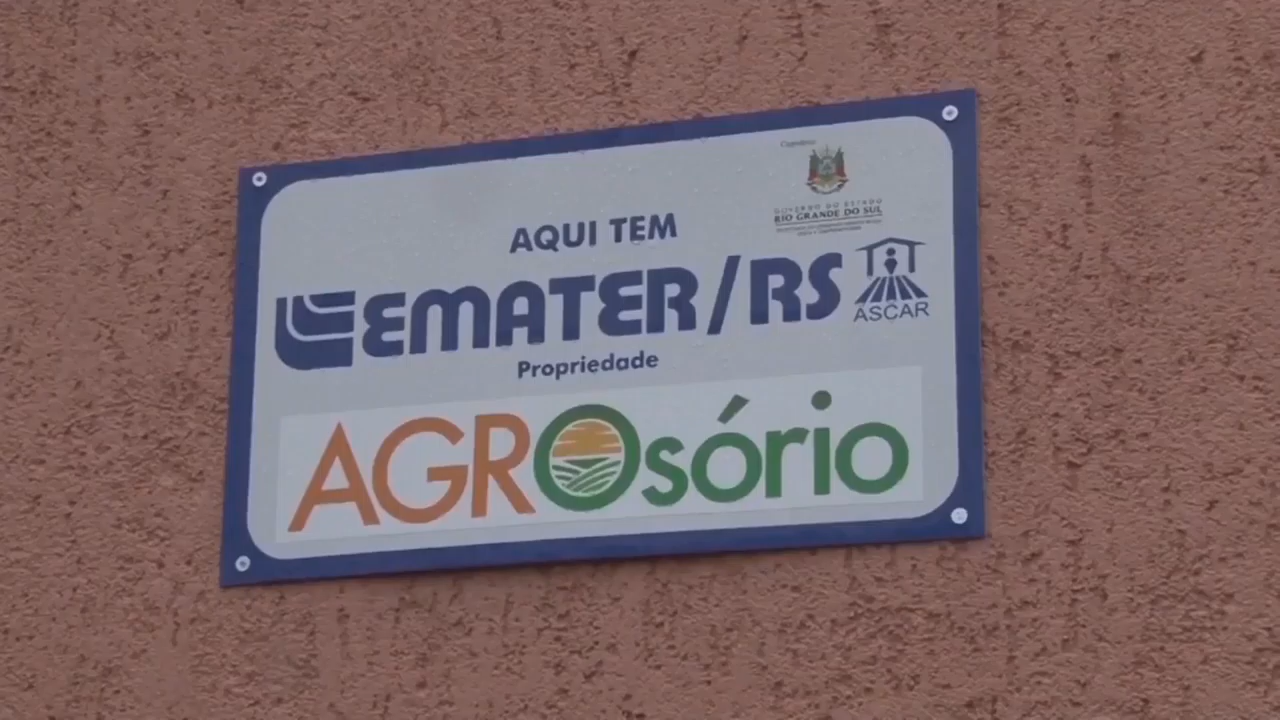 GOVERNO DO ESTADO
RIO GRANDE DO SUL
AQUI TEM
EMATER/RS
ASCAR
Propriedade
AGROsório